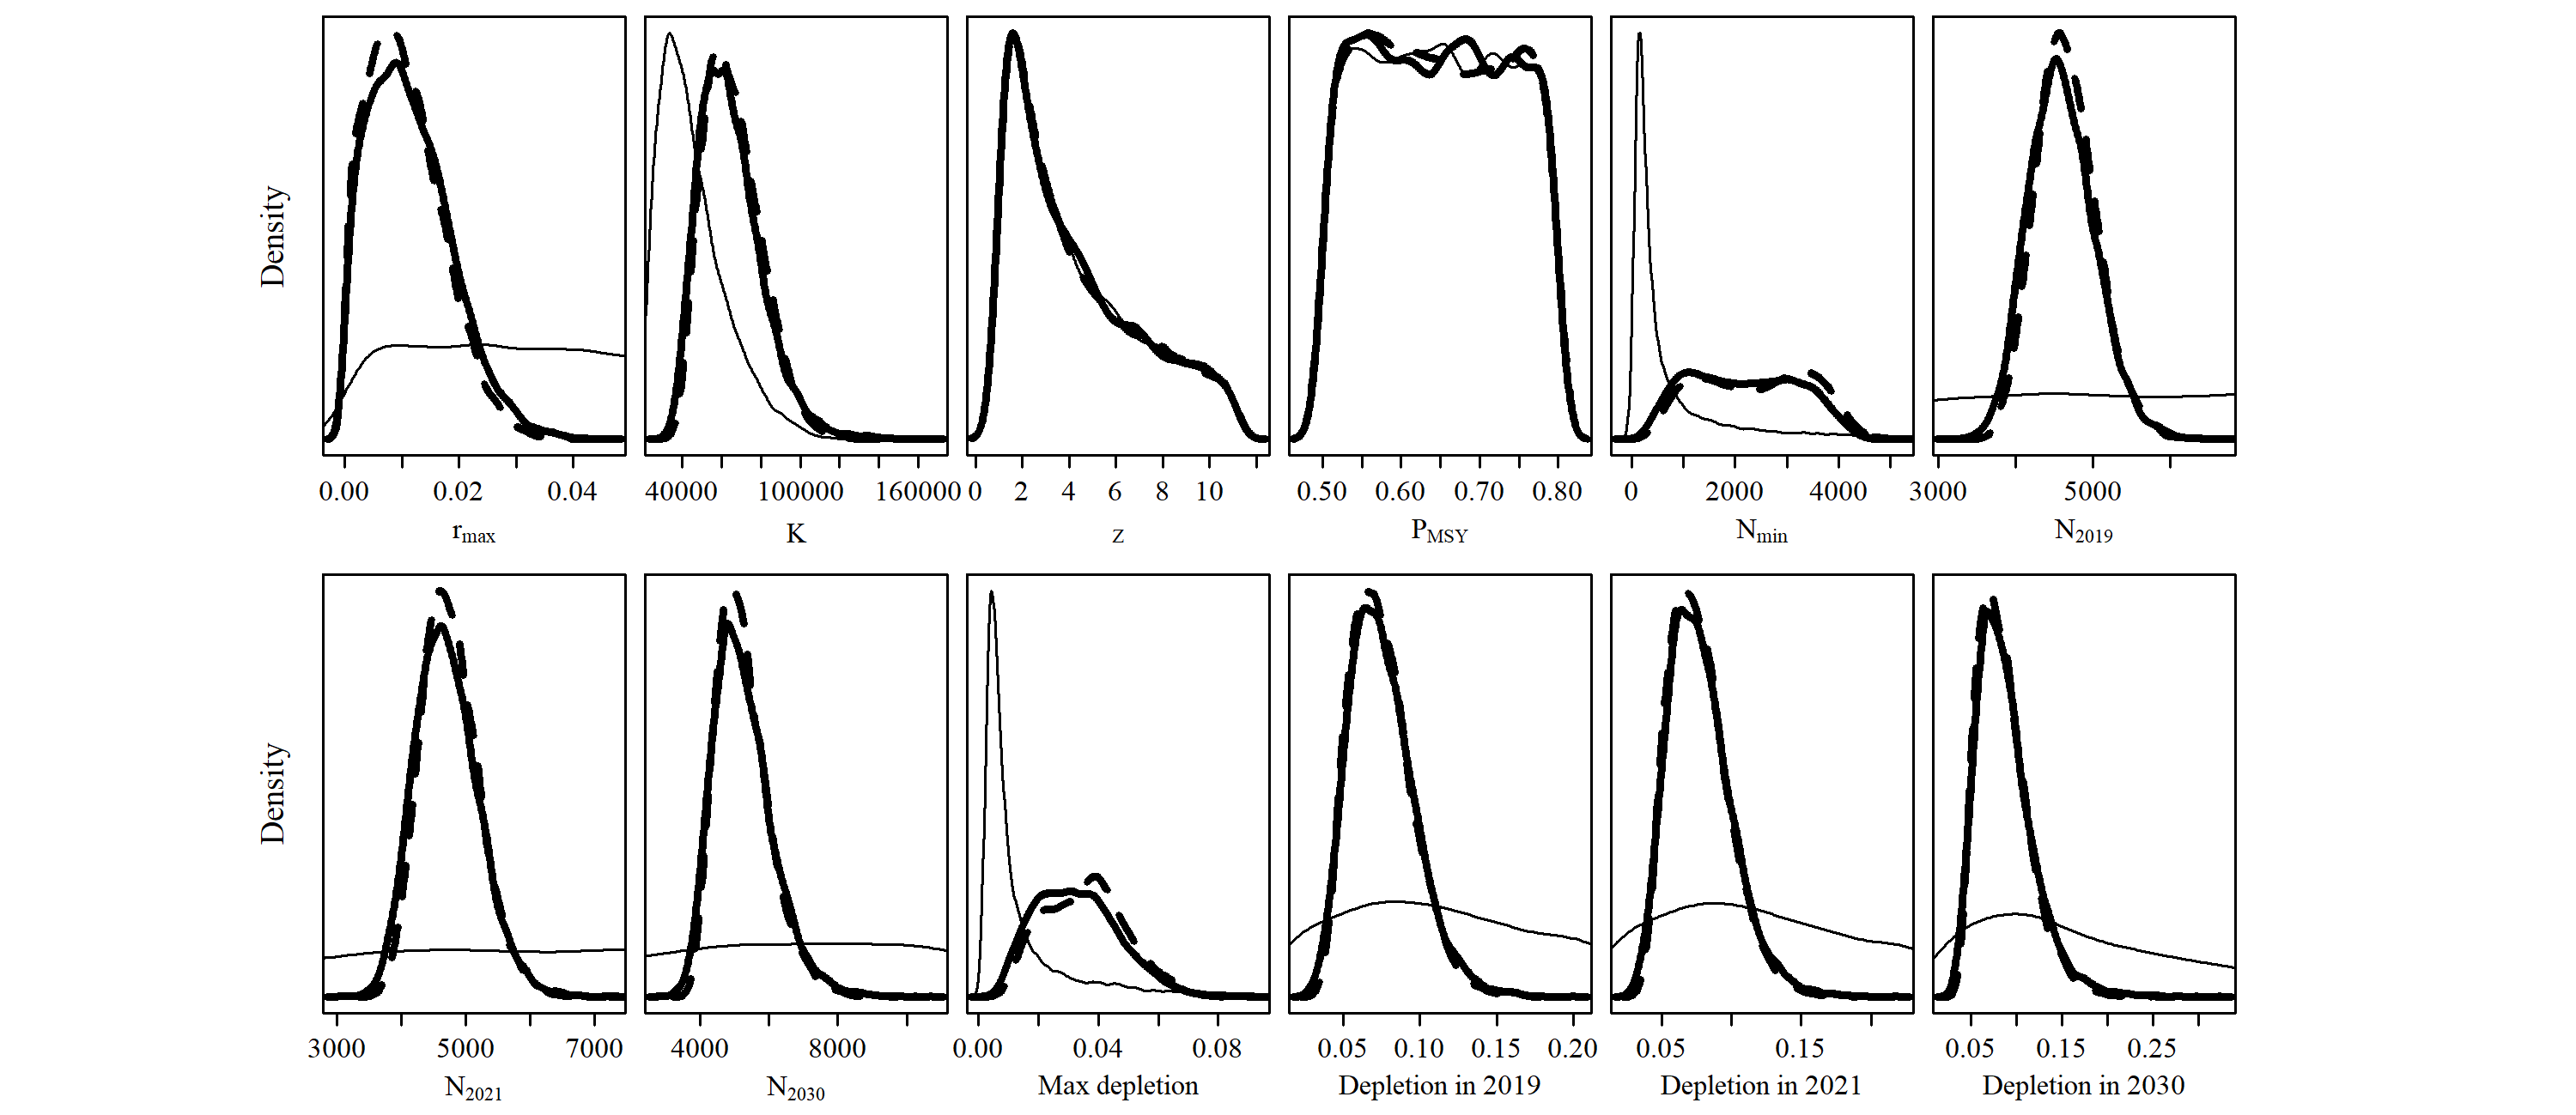 Density
0.00 0.02 0.04
r_max
40000 100000 160000
K
0 2 4 6 8 10
z
0.50 0.60 0.70 0.80
P_MSY
0 2000 4000
N_min
3000 5000
N_2019
Density
3000 5000 7000
N_2021
4000 8000
N_2030
0.00 0.04 0.08
Max depletion
0.05 0.10 0.15 0.20
Depletion in 2019
0.05 0.15
Depletion in 2021
0.05 0.15 0.25
Depletion in 2030